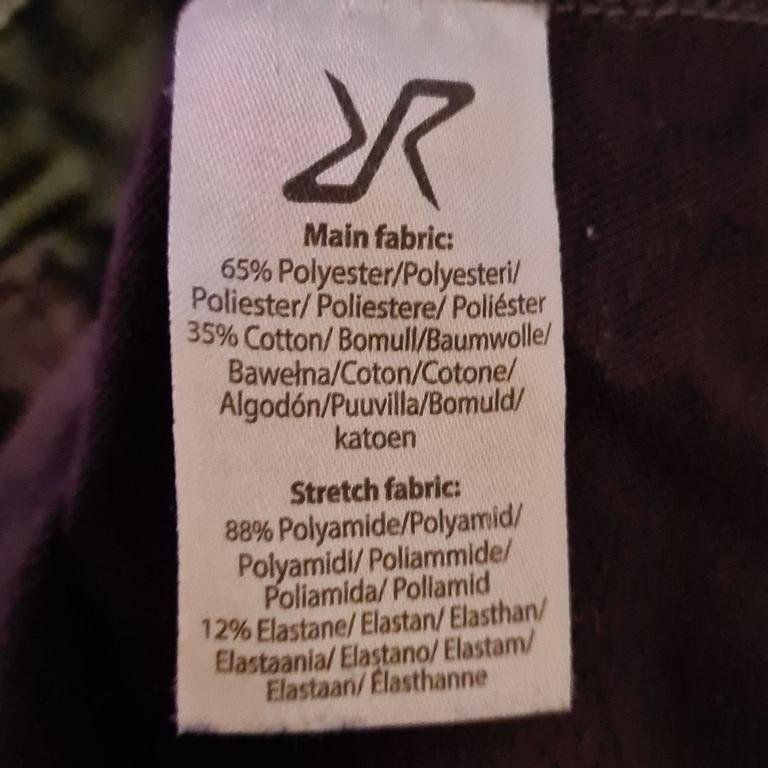 Main fabric:
65% Polyester/Polyesteri/
Poliester/ Poliestere/ Poliéster
35% Cotton/ Bomull/Baumwolle/
Bawełna/Coton/Cotone/
Algodón/Puuvilla/Bomuld/
katoen
Stretch fabric:
88% Polyamide/Polyamid/
Polyamidi/ Poliammide/
Poliamida/ Poliamid
12% Elastane/ Elastan/ Elasthan/
Elastaania/ Elastano/ Elastam/
Elastaan/ Élasthanne